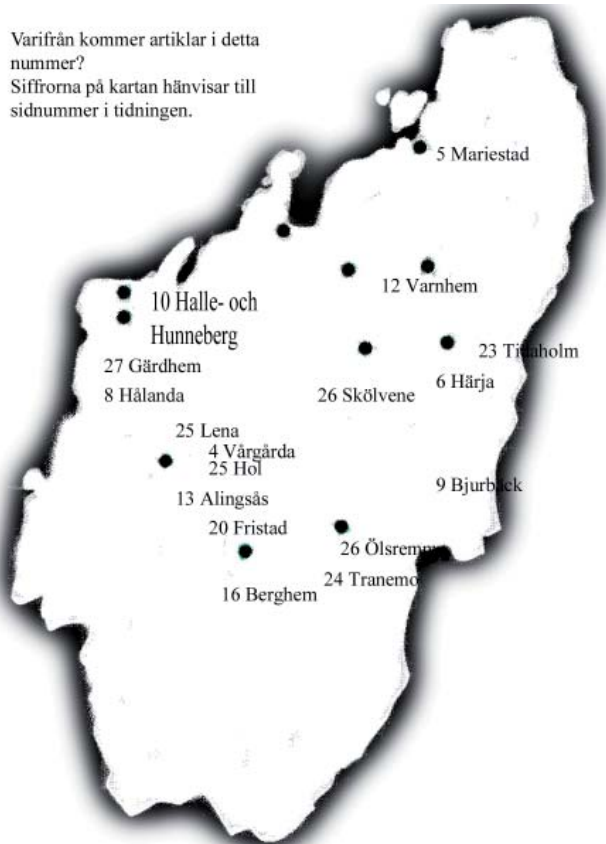 Varifrån kommer artiklar i detta
nummer?
Siffrorna på kartan hänvisar till
sidnummer i tidningen.
5 Mariestad
12 Varnhem
10 Halle- och
Hunneberg
23 Tidaholm
27 Gärdhem
6 Härja
8 Hålanda
26 Skölvene
25 Lena
4 Vårgårda
25 Hol
9 Bjurbäck
13 Alingsås
20 Fristad
26 Ölsremma
24 Tranemo
16 Berghem